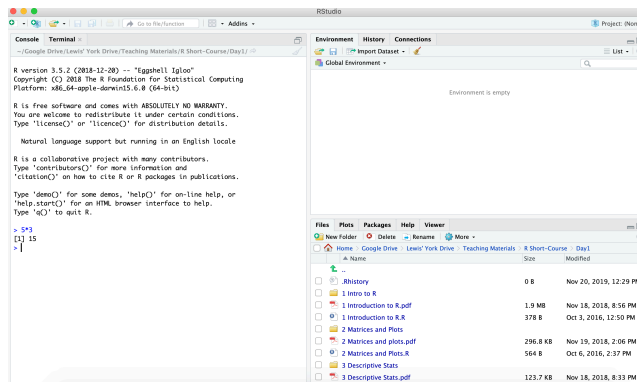 RStudio
Go to file/function
Addins
Project: (Non
Console Terminal ×
~/Google Drive/Lewis' York Drive/Teaching Materials/R Short-Course/Day1/
R version 3.5.2 (2018-12-20) -- "Eggshell Igloo"
Copyright (C) 2018 The R Foundation for Statistical Computing
Platform: x86_64-apple-darwin15.6.0 (64-bit)
R is free software and comes with ABSOLUTELY NO WARRANTY.
You are welcome to redistribute it under certain conditions.
Type 'license()' or 'licence()' for distribution details.
Natural language support but running in an English locale
R is a collaborative project with many contributors.
Type 'contributors()' for more information and
'citation()' on how to cite R or R packages in publications.
Type 'demo()' for some demos, 'help()' for on-line help, or
'help.start()' for an HTML browser interface to help.
Type 'q()' to quit R.
> 5*3
[1] 15
>
Environment History Connections
Import Dataset
List
Global Environment
Environment is empty
Files Plots Packages Help Viewer
New Folder Delete Rename More
Home Google Drive Lewis' York Drive Teaching Materials R Short-Course Day1
Name Size Modified
..
.Rhistory 0 B Nov 20, 2019, 12:29 PM
1 Intro to R
1 Introduction to R.pdf 1.9 MB Nov 18, 2018, 8:56 PM
1 Introduction to R.R 378 B Oct 3, 2016, 12:50 PM
2 Matrices and Plots
2 Matrices and plots.pdf 296.8 KB Nov 19, 2018, 2:06 PM
2 Matrices and Plots.R 564 B Oct 6, 2016, 2:37 PM
3 Descriptive Stats
3 Descriptive Stats.pdf 123.7 KB Nov 18, 2018, 8:33 PM